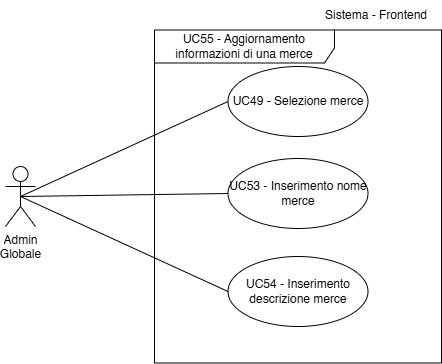 Sistema - Frontend
UC55 - Aggiornamento
informazioni di una merce
UC49 - Selezione merce
UC53 - Inserimento nome
merce
Admin
Globale
UC54 - Inserimento
descrizione merce